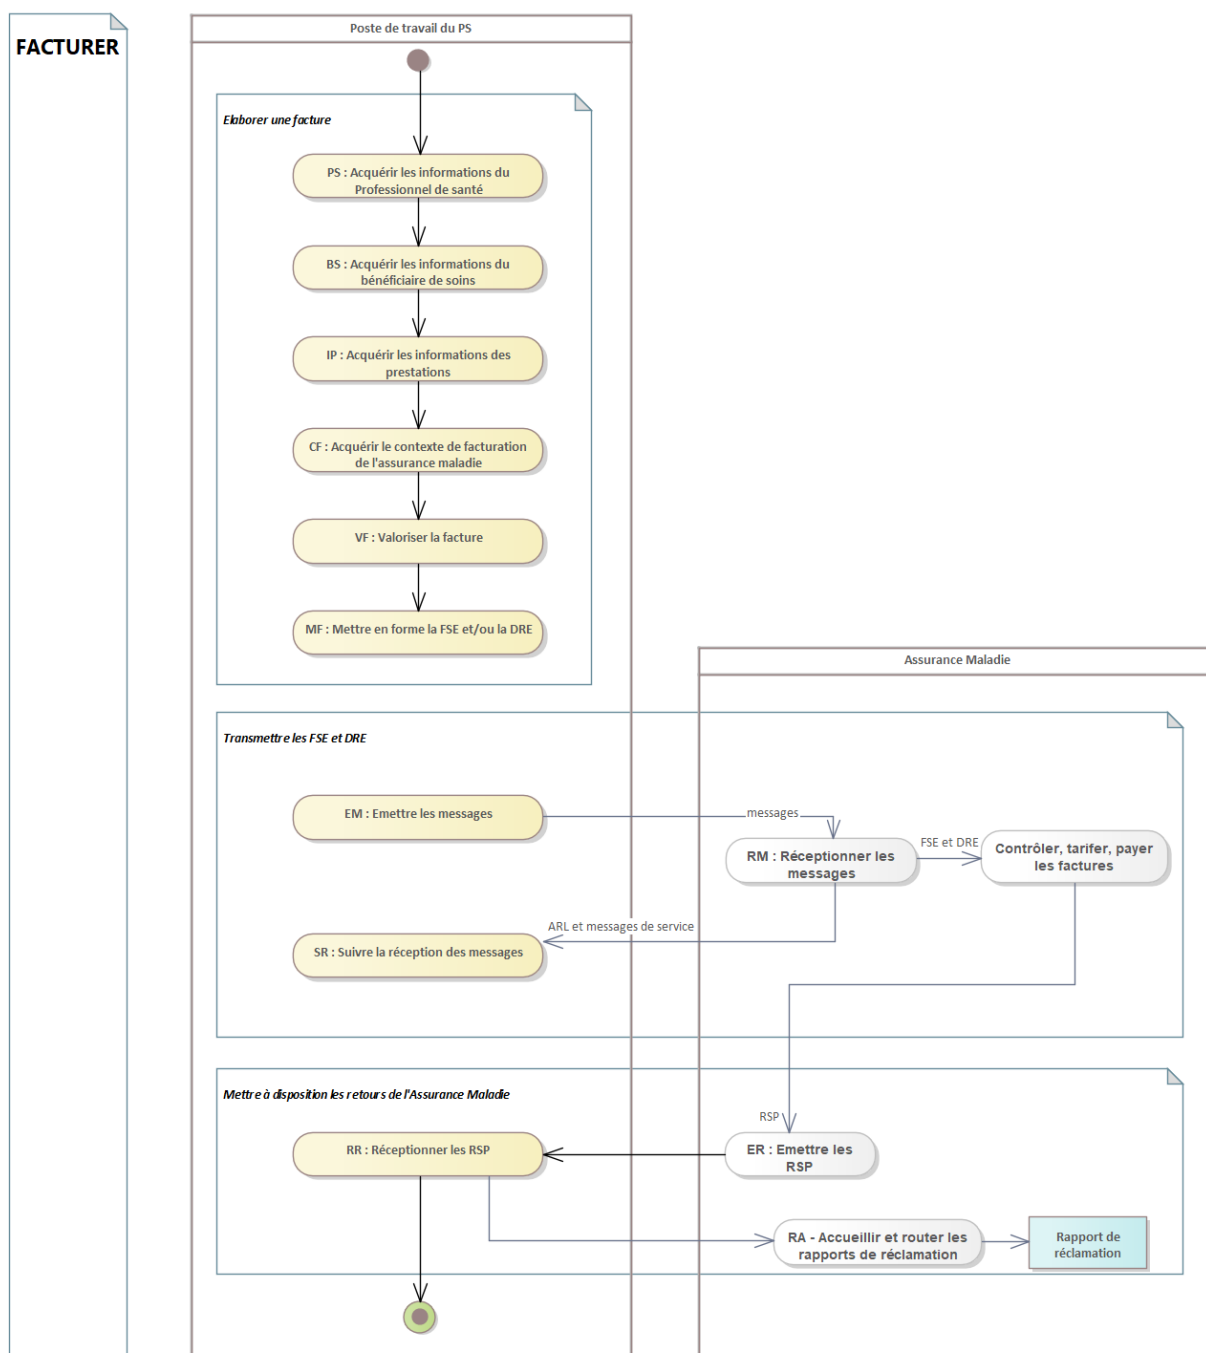 FACTURER
Poste de travail du PS
Elaborer une facture
PS : Acquérir les informations du
Professionnel de santé
BS : Acquérir les informations du
bénéficiaire de soins
IP : Acquérir les informations des
prestations
CF : Acquérir le contexte de facturation
de l'assurance maladie
VF : Valoriser la facture
MF : Mettre en forme la FSE et/ou la DRE
Assurance Maladie
Transmettre les FSE et DRE
EM : Emettre les messages
messages
RM : Réceptionner les
messages
FSE et DRE
Contrôler, tarifer, payer
les factures
ARL et messages de service
SR : Suivre la réception des messages
Mettre à disposition les retours de l'Assurance Maladie
RSP
RR : Réceptionner les RSP
ER : Emettre les
RSP
RA - Accueillir et router les
rapports de réclamation
Rapport de
réclamation